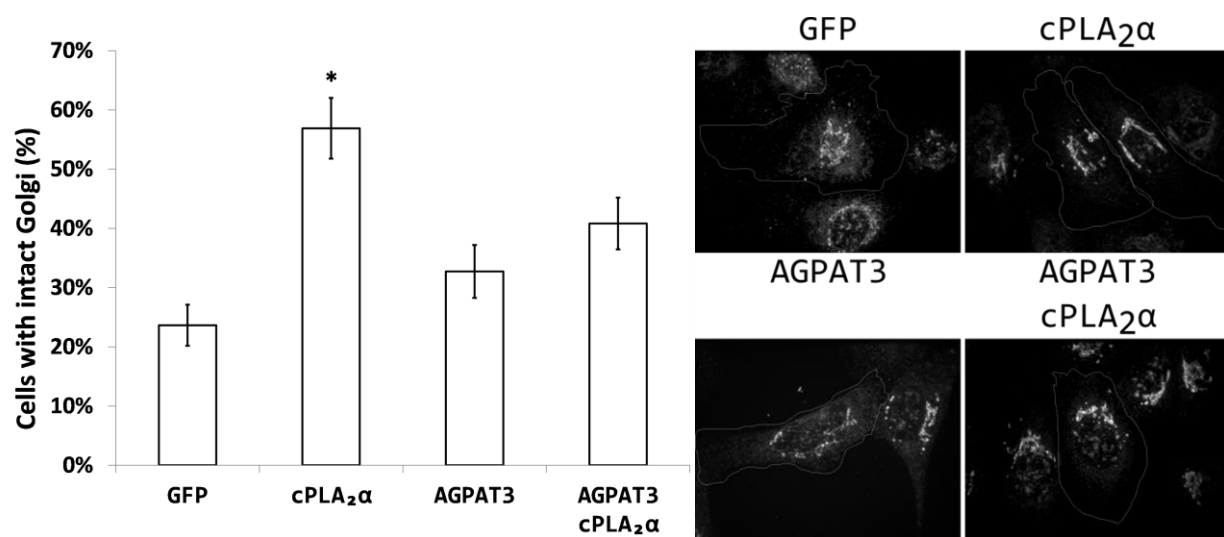 70%
60%
50%
40%
30%
20%
10%
0%
Cells with intact Golgi (%)
*
GFP
cPLA₂α
AGPAT3
AGPAT3
cPLA₂α
GFP
cPLA₂α
AGPAT3
AGPAT3
cPLA₂α